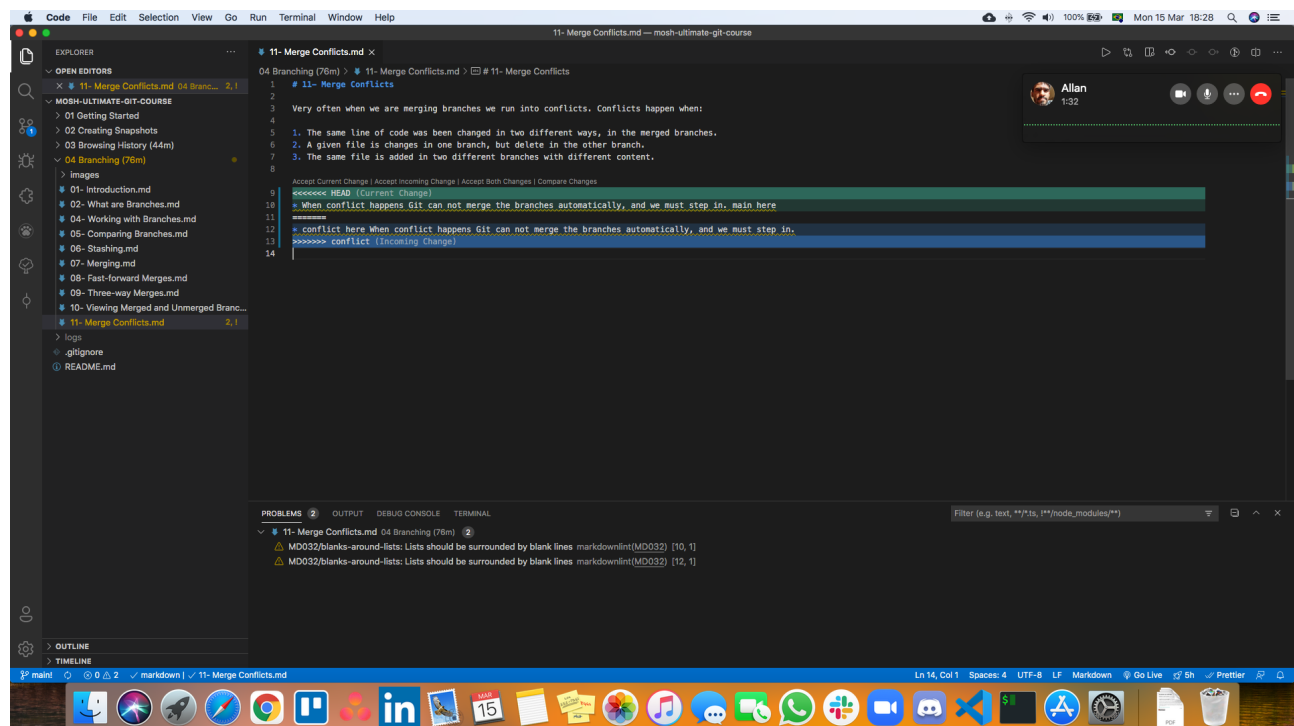 Code File Edit Selection View Go Run Terminal Window Help 100% Mon 15 Mar 18:28
11- Merge Conflicts.md — mosh-ultimate-git-course
EXPLORER
OPEN EDITORS
11- Merge Conflicts.md 04 Branc... 2, !
MOSH-ULTIMATE-GIT-COURSE
01 Getting Started
02 Creating Snapshots
03 Browsing History (44m)
04 Branching (76m)
images
01- Introduction.md
02- What are Branches.md
04- Working with Branches.md
05- Comparing Branches.md
06- Stashing.md
07- Merging.md
08- Fast-forward Merges.md
09- Three-way Merges.md
10- Viewing Merged and Unmerged Branc...
11- Merge Conflicts.md 2, !
logs
.gitignore
README.md
OUTLINE
TIMELINE
11- Merge Conflicts.md
04 Branching (76m) > 11- Merge Conflicts.md > # 11- Merge Conflicts
1 # 11- Merge Conflicts
2
3 Very often when we are merging branches we run into conflicts. Conflicts happen when:
4
5 1. The same line of code was been changed in two different ways, in the merged branches.
6 2. A given file is changes in one branch, but delete in the other branch.
7 3. The same file is added in two different branches with different content.
8
Accept Current Change | Accept Incoming Change | Accept Both Changes | Compare Changes
9 <<<<<<< HEAD (Current Change)
10 * When conflict happens Git can not merge the branches automatically, and we must step in. main here
11 =======
12 * conflict here When conflict happens Git can not merge the branches automatically, and we must step in.
13 >>>>>>> conflict (Incoming Change)
14
Allan
1:32
PROBLEMS 2 OUTPUT DEBUG CONSOLE TERMINAL Filter (e.g. text, **/*.ts, !**/node_modules/**)
11- Merge Conflicts.md 04 Branching (76m) 2
MD032/blanks-around-lists: Lists should be surrounded by blank lines markdownlint(MD032) [10, 1]
MD032/blanks-around-lists: Lists should be surrounded by blank lines markdownlint(MD032) [12, 1]
main! 0 2 markdown | 11- Merge Conflicts.md Ln 14, Col 1 Spaces: 4 UTF-8 LF Markdown Go Live 5h Prettier
in MAR 15 PDF